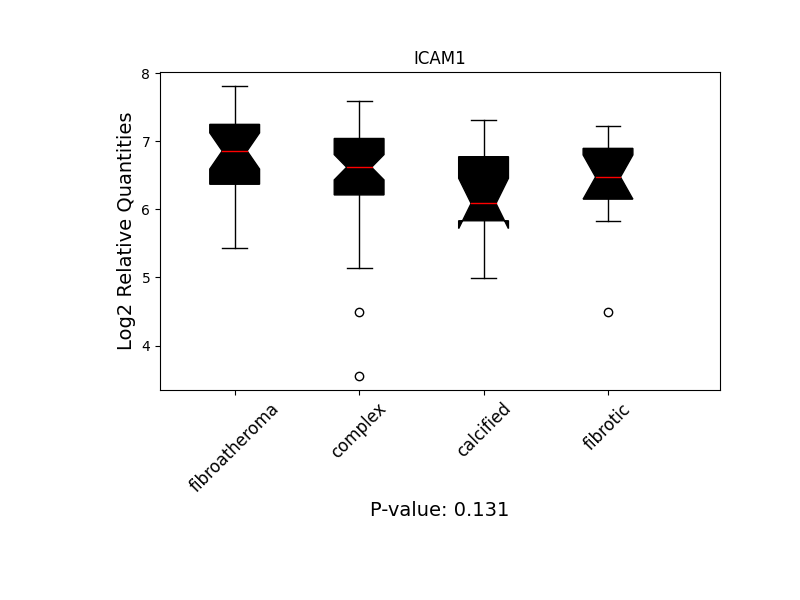 ICAM1
Log2 Relative Quantities
8
7
6
5
4
fibroatheroma
complex
calcified
fibrotic
P-value: 0.131